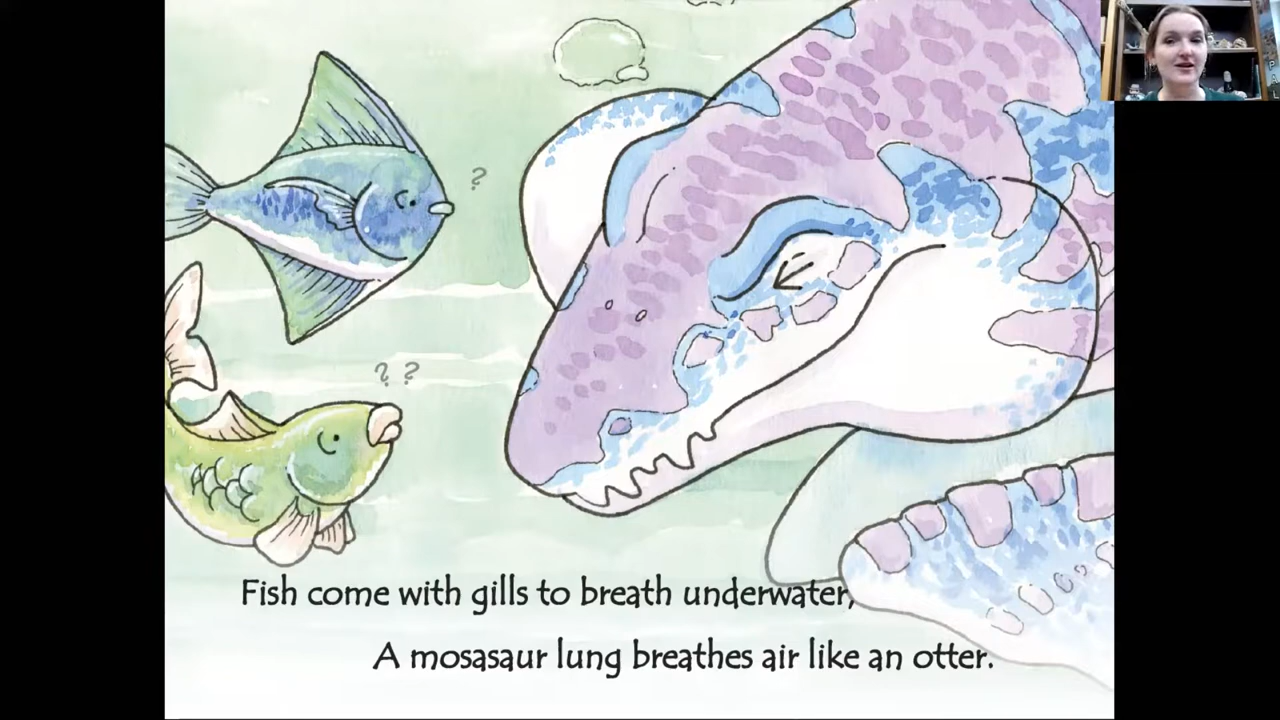 ?
? ?
Fish come with gills to breath underwater,
A mosasaur lung breathes air like an otter.